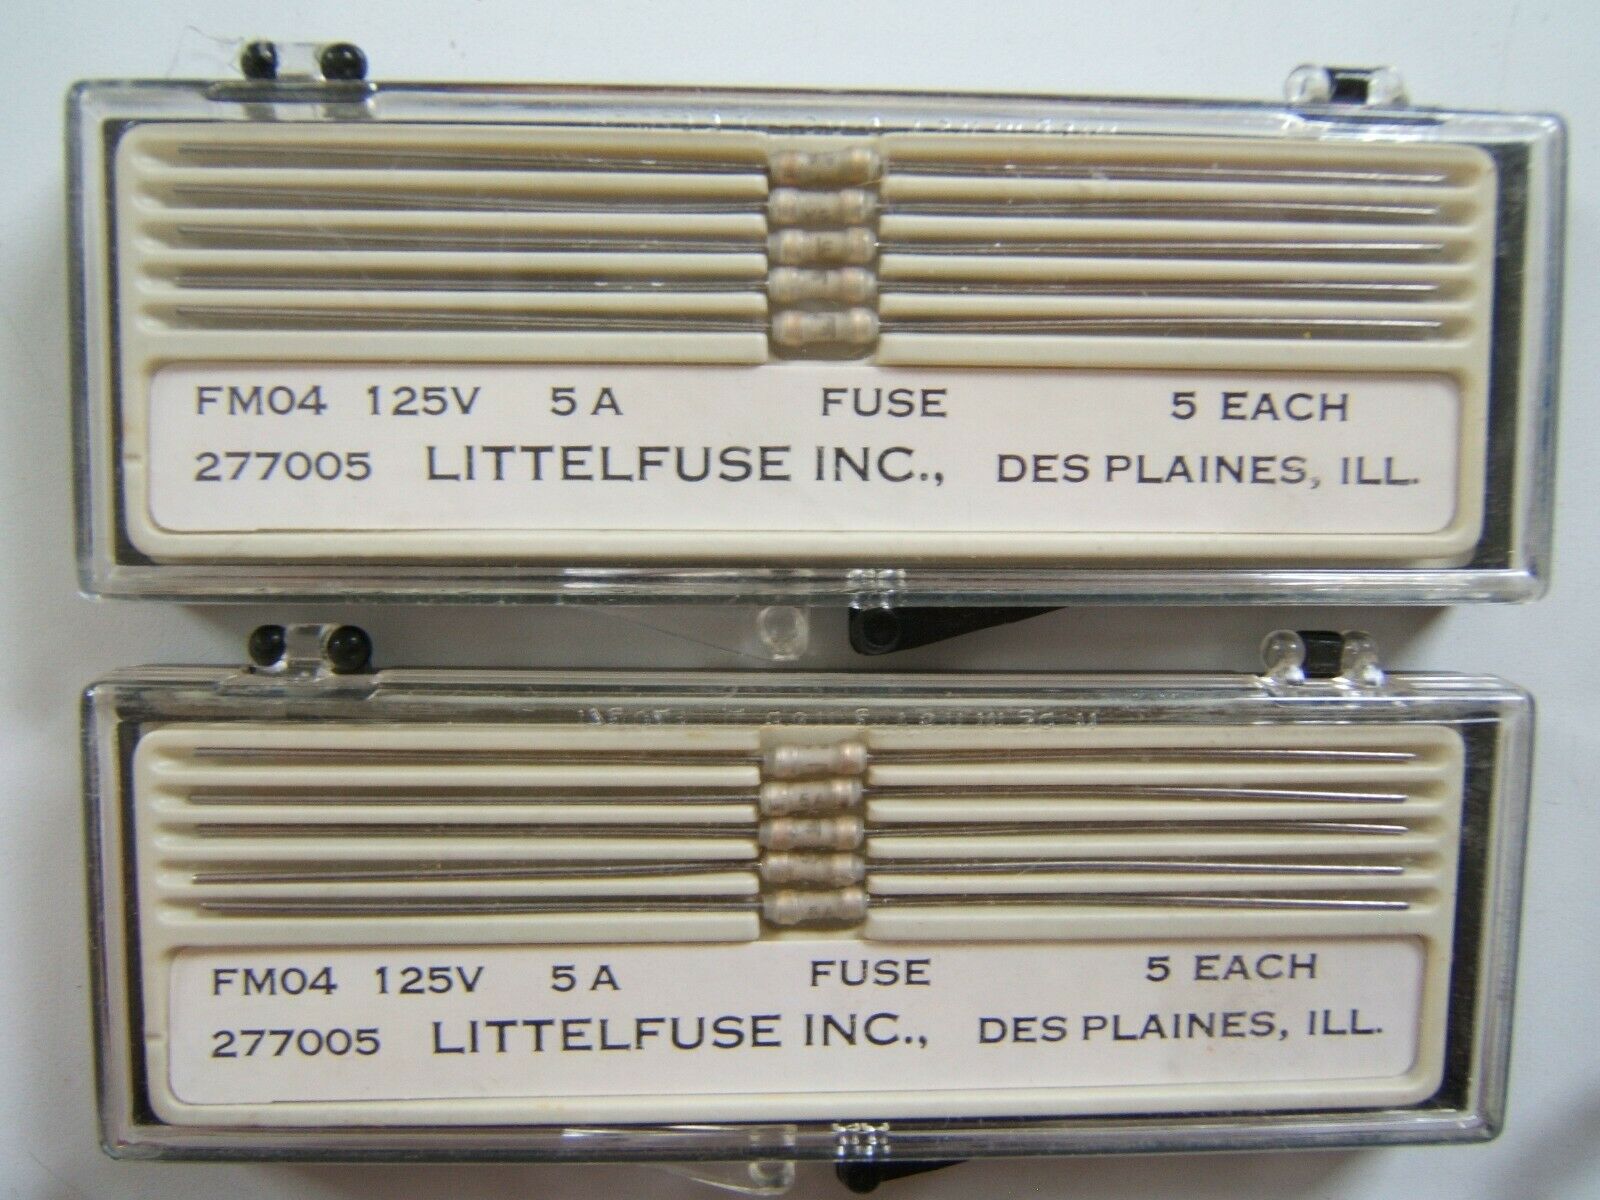 FM04 125V 5 A FUSE 5 EACH
277005 LITTELFUSE INC., DES PLAINES, ILL.
FM04 125V 5 A FUSE 5 EACH
277005 LITTELFUSE INC., DES PLAINES, ILL.